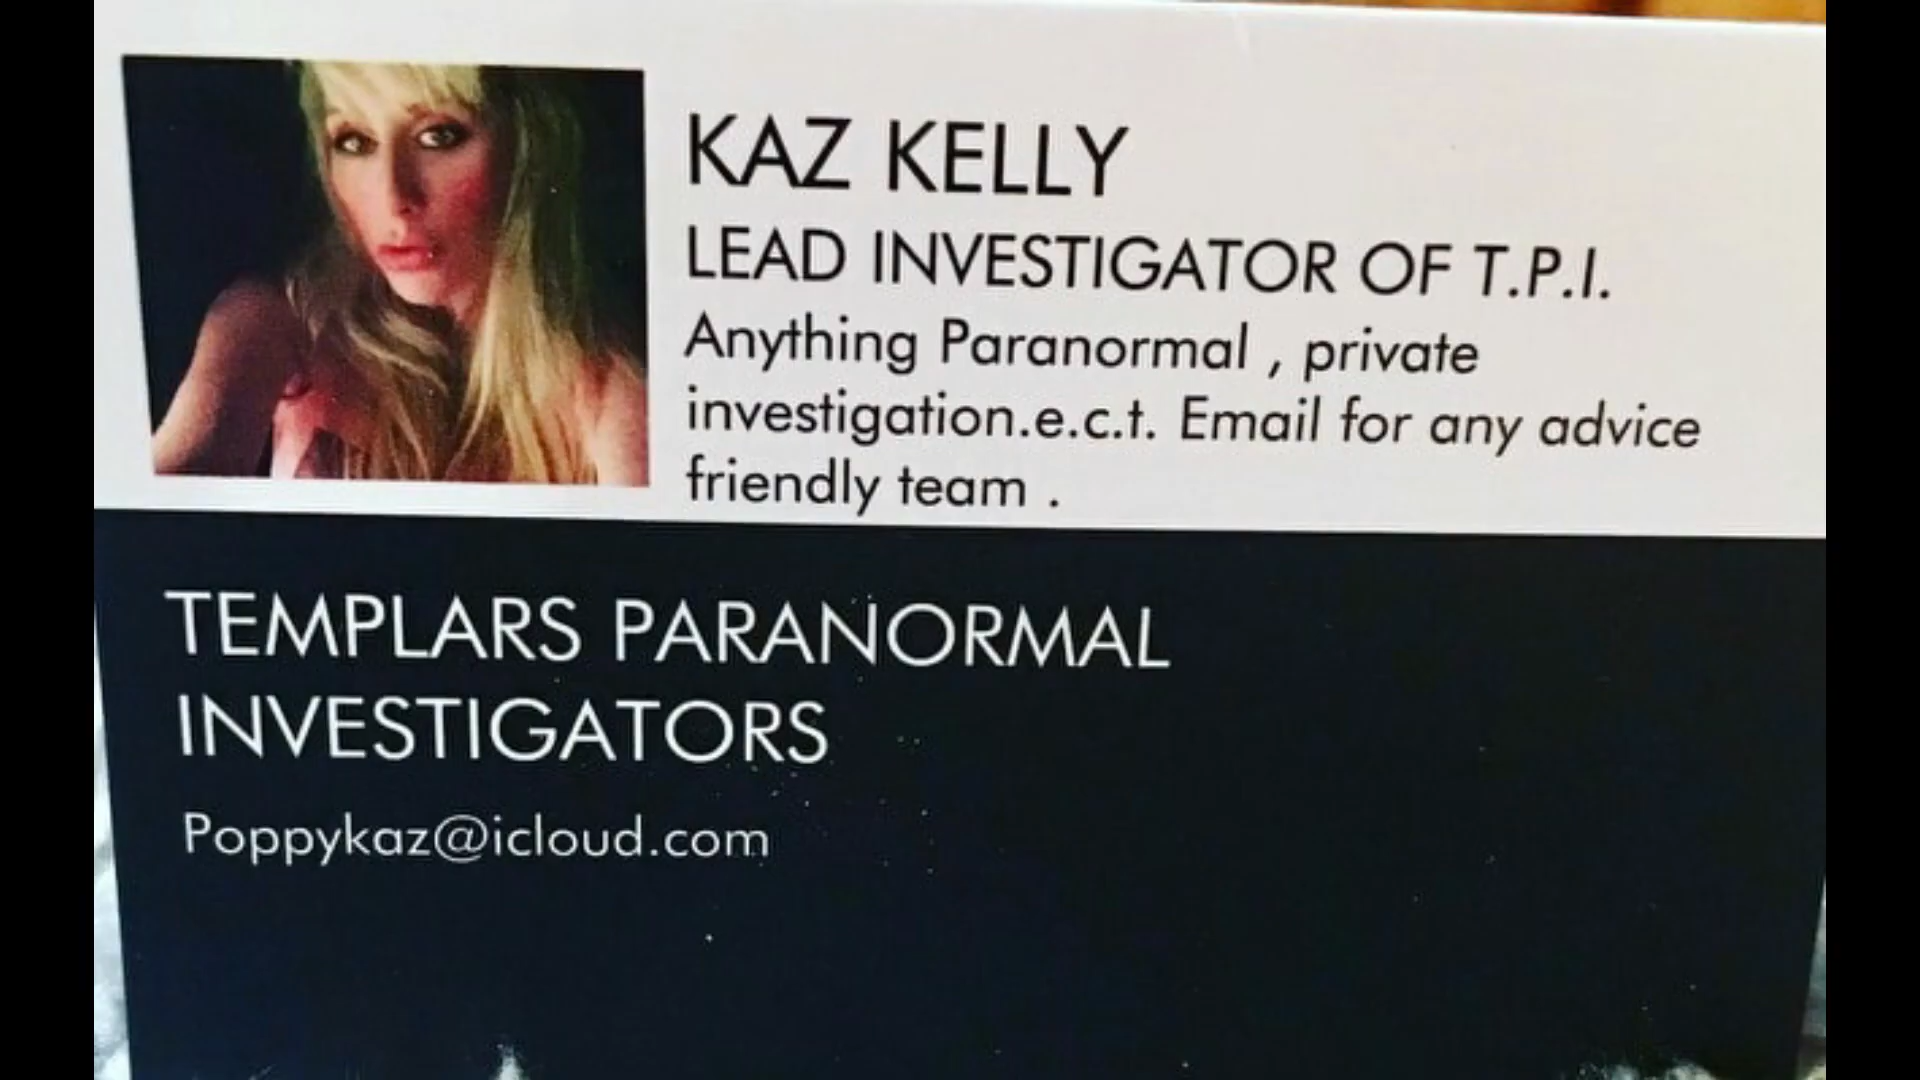 KAZ KELLY
LEAD INVESTIGATOR OF T.P.I.
Anything Paranormal , private
investigation.e.c.t. Email for any advice
friendly team .
TEMPLARS PARANORMAL
INVESTIGATORS
Poppykaz@icloud.com